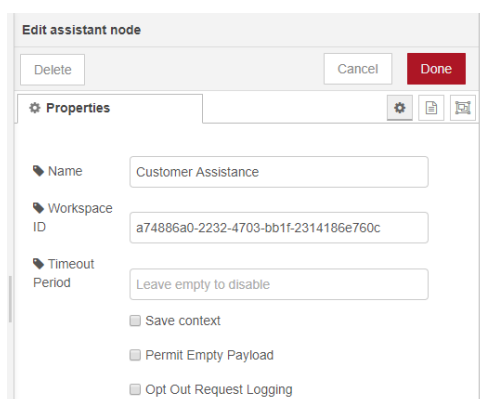 Edit assistant node
Delete
Cancel
Done
Properties
Name
Customer Assistance
Workspace
ID
a74886a0-2232-4703-bb1f-2314186e760c
Timeout
Period
Leave empty to disable
Save context
Permit Empty Payload
Opt Out Request Logging